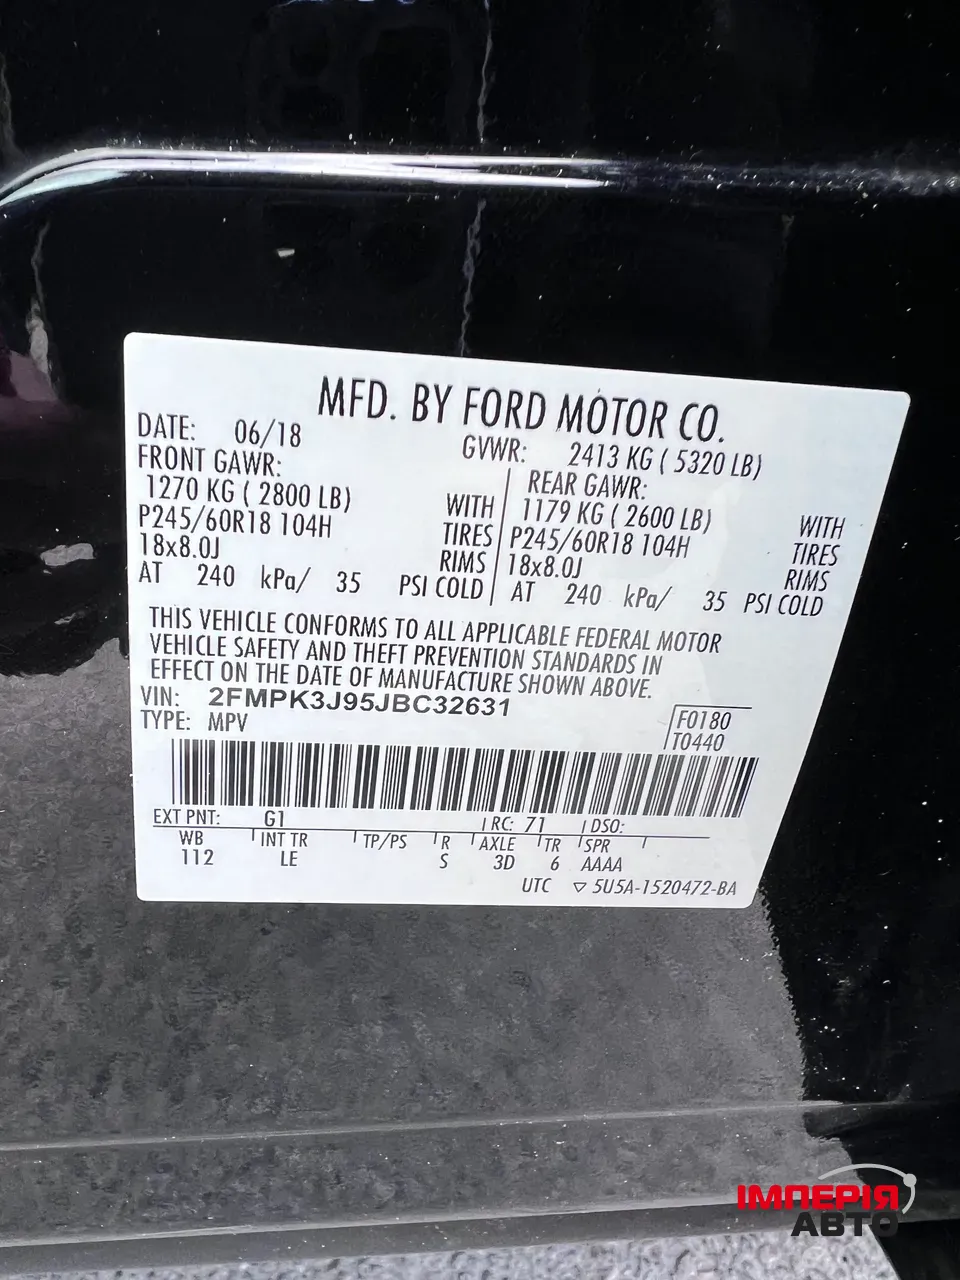 MFD. BY FORD MOTOR CO.
DATE: 06/18 GVWR: 2413 KG ( 5320 LB)
FRONT GAWR: REAR GAWR:
1270 KG ( 2800 LB) WITH 1179 KG ( 2600 LB) WITH
P245/60R18 104H TIRES P245/60R18 104H TIRES
18x8.0J RIMS 18x8.0J RIMS
AT 240 kPa/ 35 PSI COLD AT 240 kPa/ 35 PSI COLD
THIS VEHICLE CONFORMS TO ALL APPLICABLE FEDERAL MOTOR
VEHICLE SAFETY AND THEFT PREVENTION STANDARDS IN
EFFECT ON THE DATE OF MANUFACTURE SHOWN ABOVE.
VIN: 2FMPK3J95JBC32631
TYPE: MPV
F0180
T0440
EXT PNT: G1 RC: 71 DSO:
WB INT TR TP/PS R AXLE TR SPR
112 LE S 3D 6 AAAA
UTC ▽ 5U5A-1520472-BA
ІМПЕРІЯ
АВТО